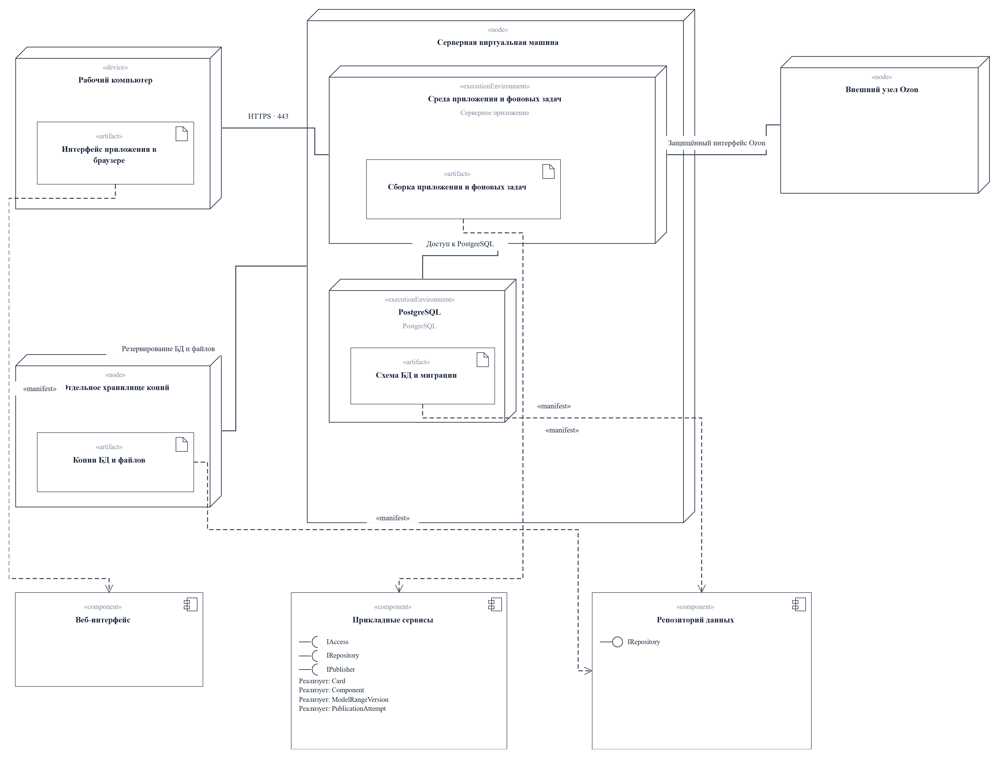 «node»
Серверная виртуальная машина
«device»
Рабочий компьютер
«artifact»
Интерфейс приложения в
браузере
HTTPS · 443
«executionEnvironment»
Среда приложения и фоновых задач
Серверное приложение
«artifact»
Сборка приложения и фоновых задач
Защищённый интерфейс Ozon
«node»
Внешний узел Ozon
Доступ к PostgreSQL
«executionEnvironment»
PostgreSQL
PostgreSQL
«artifact»
Схема БД и миграции
Резервирование БД и файлов
«node»
«manifest»
Отдельное хранилище копий
«artifact»
Копии БД и файлов
«manifest»
«manifest»
«manifest»
«component»
Веб-интерфейс
«component»
Прикладные сервисы
IAccess
IRepository
IPublisher
Реализует: Card
Реализует: Component
Реализует: ModelRangeVersion
Реализует: PublicationAttempt
«component»
Репозиторий данных
IRepository